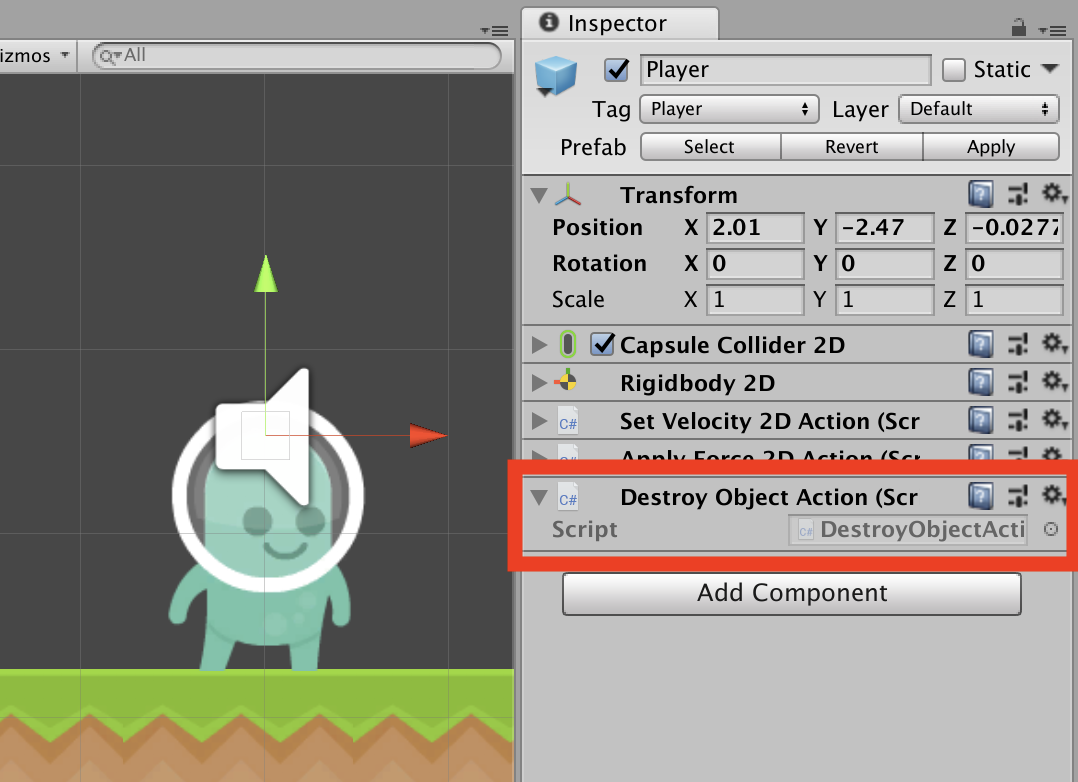 Inspector
izmos
All
Player
Static
Tag Player Layer Default
Prefab Select Revert Apply
Transform
Position X 2.01 Y -2.47 Z -0.0277
Rotation X 0 Y 0 Z 0
Scale X 1 Y 1 Z 1
Capsule Collider 2D
Rigidbody 2D
C# Set Velocity 2D Action (Scr
Apply Force 2D Action (Scr
C# Destroy Object Action (Scr
Script C# DestroyObjectActi
Add Component